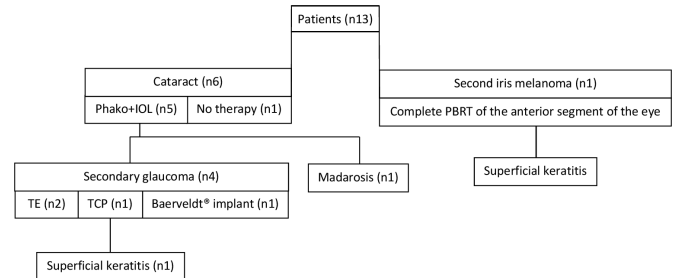 Patients (n13)
Cataract (n6)
Second iris melanoma (n1)
Phako+IOL (n5) No therapy (n1)
Complete PBRT of the anterior segment of the eye
Secondary glaucoma (n4)
Madarosis (n1)
Superficial keratitis
TE (n2) TCP (n1) Baerveldt® implant (n1)
Superficial keratitis (n1)